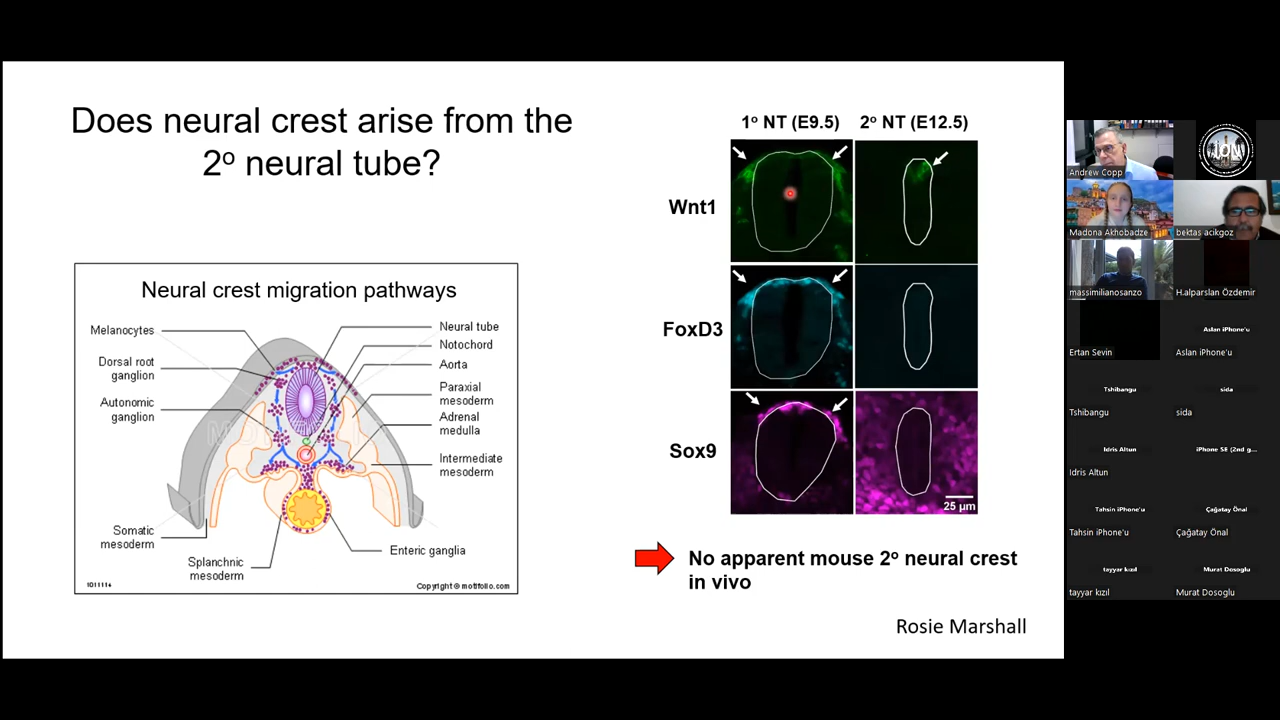 Does neural crest arise from the
2º neural tube?
Neural crest migration pathways
Melanocytes
Dorsal root
ganglion
Autonomic
ganglion
Somatic
mesoderm
Splanchnic
mesoderm
Neural tube
Notochord
Aorta
Paraxial
mesoderm
Adrenal
medulla
Intermediate
mesoderm
Enteric ganglia
Copyright © motifolio.com
1º NT (E9.5)
2º NT (E12.5)
Wnt1
FoxD3
Sox9
25 µm
No apparent mouse 2º neural crest
in vivo
Rosie Marshall
Andrew Copp
Madona Akhobadze
bektas acikgoz
massimilianosanzo
H.alparslan Özdemir
Ertan Sevin
Aslan iPhone'u
Aslan iPhone'u
Tshibangu
Tshibangu
sida
sida
Idris Altun
Idris Altun
iPhone SE (2nd g...
Tahsin iPhone'u
Tahsin iPhone'u
Çağatay Önal
Çağatay Önal
tayyar kızıl
tayyar kızıl
Murat Dosoglu
Murat Dosoglu